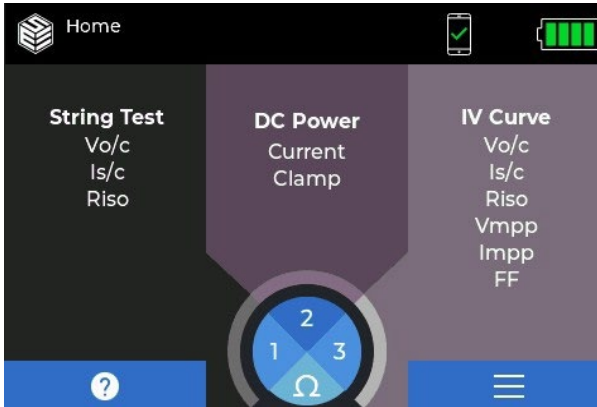 Home
String Test
Vo/c
Is/c
Riso
DC Power
Current
Clamp
IV Curve
Vo/c
Is/c
Riso
Vmpp
Impp
FF
2
1
3
Ω
?